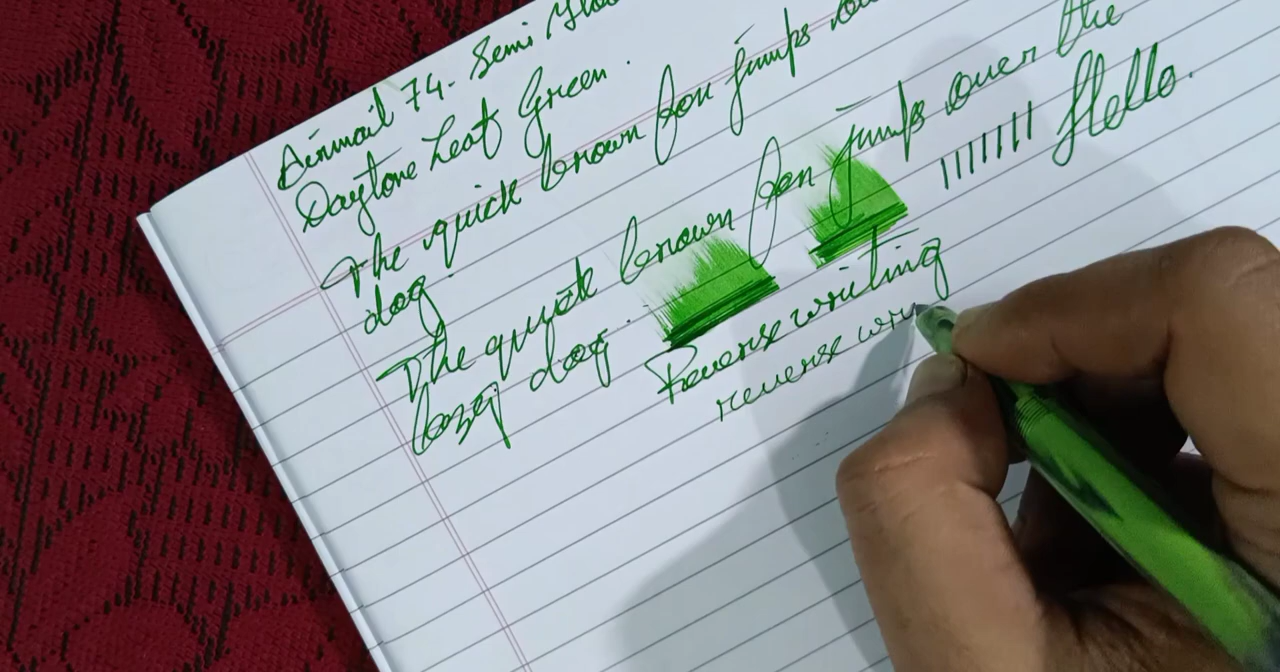 Airmail 74. Semi
Daytone Leaf Green.
The quick brown fox jumps
dog
The quick brown fox jumps over the
lazy dog.
Hello.
Reverse writing
reverse wri